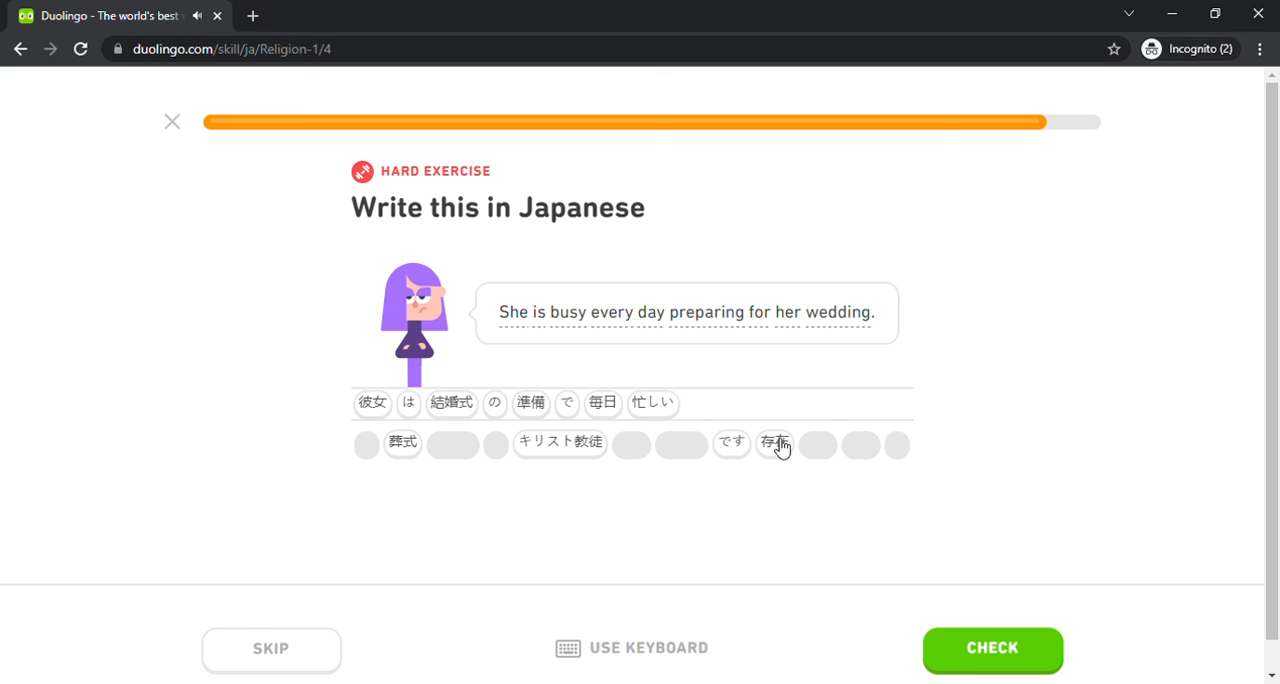 Duolingo - The world's best
duolingo.com/skill/ja/Religion-1/4
Incognito (2)
HARD EXERCISE
Write this in Japanese
She is busy every day preparing for her wedding.
彼女 は 結婚式 の 準備 で 毎日 忙しい
葬式 キリスト教徒 です 存在
SKIP
USE KEYBOARD
CHECK